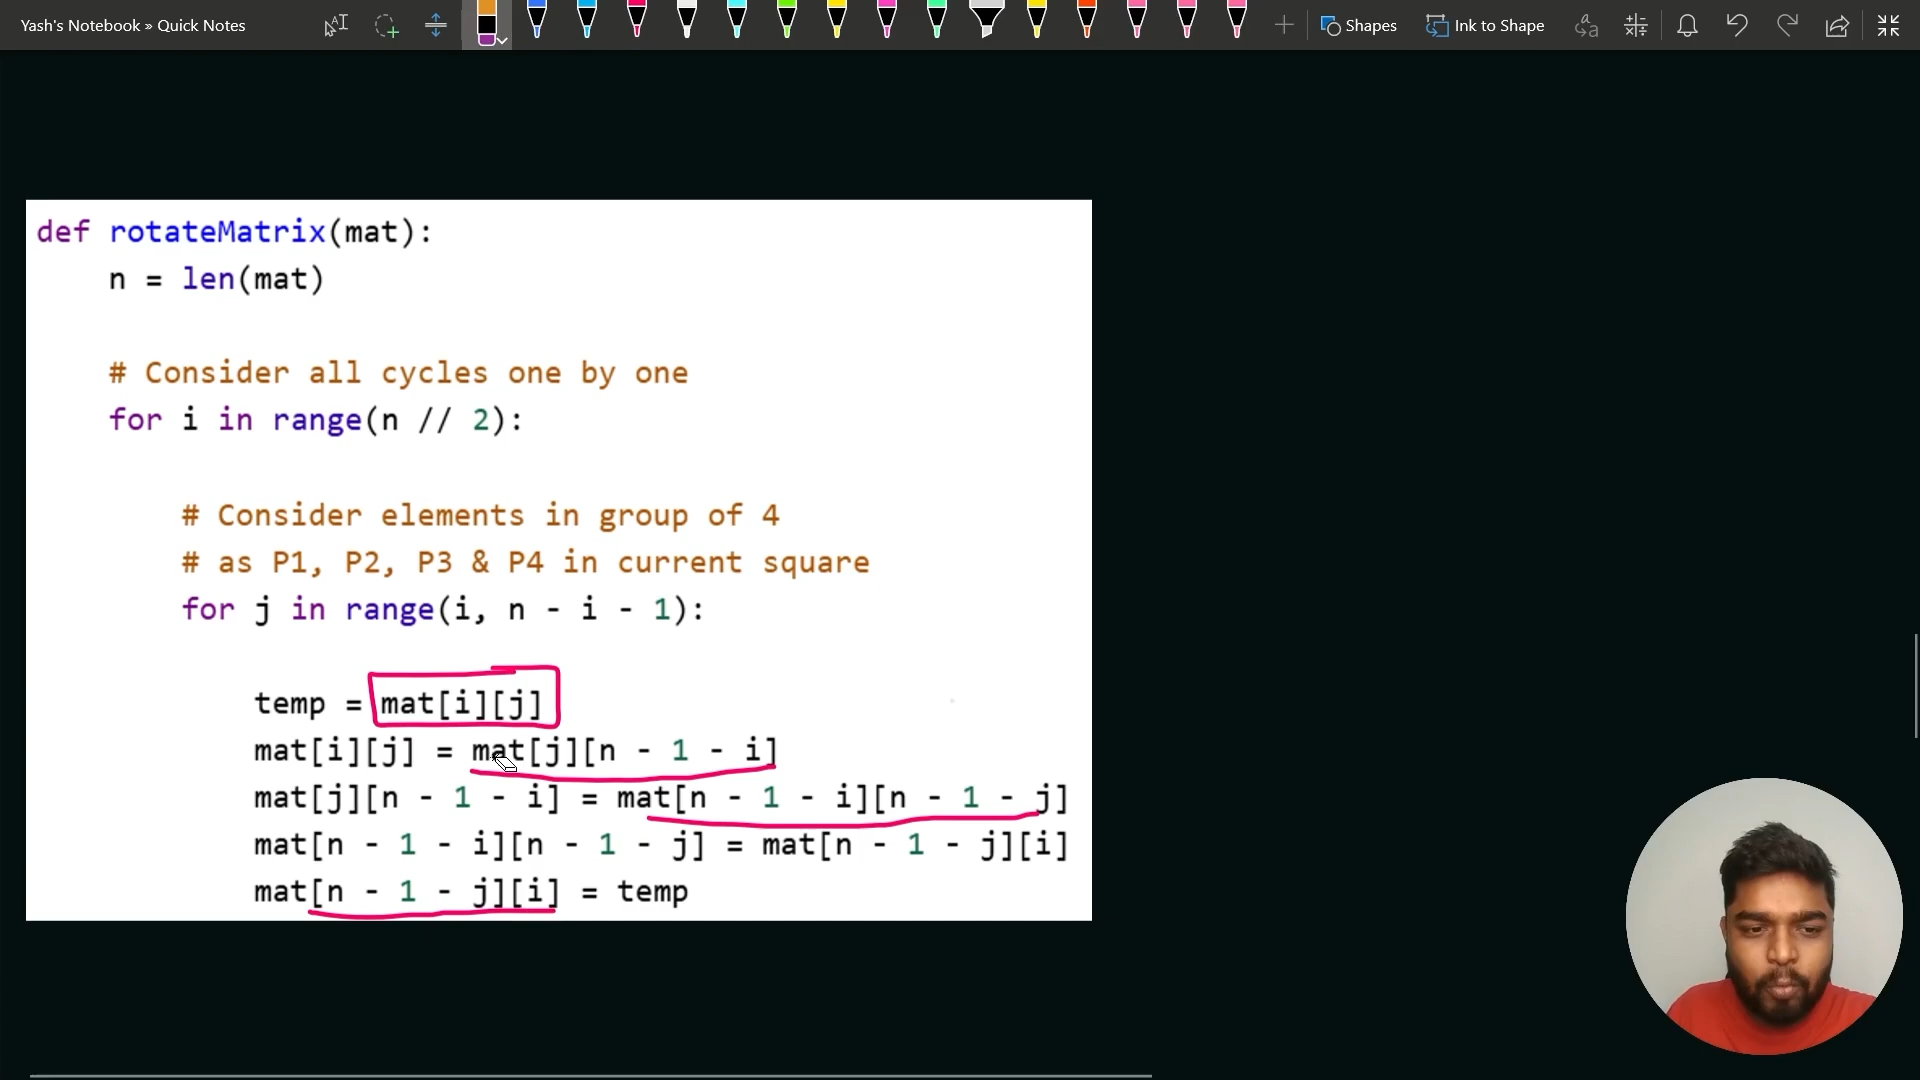 Yash's Notebook » Quick Notes
Shapes
Ink to Shape
def rotateMatrix(mat):
n = len(mat)
# Consider all cycles one by one
for i in range(n // 2):
# Consider elements in group of 4
# as P1, P2, P3 & P4 in current square
for j in range(i, n - i - 1):
temp = mat[i][j]
mat[i][j] = mat[j][n - 1 - i]
mat[j][n - 1 - i] = mat[n - 1 - i][n - 1 - j]
mat[n - 1 - i][n - 1 - j] = mat[n - 1 - j][i]
mat[n - 1 - j][i] = temp